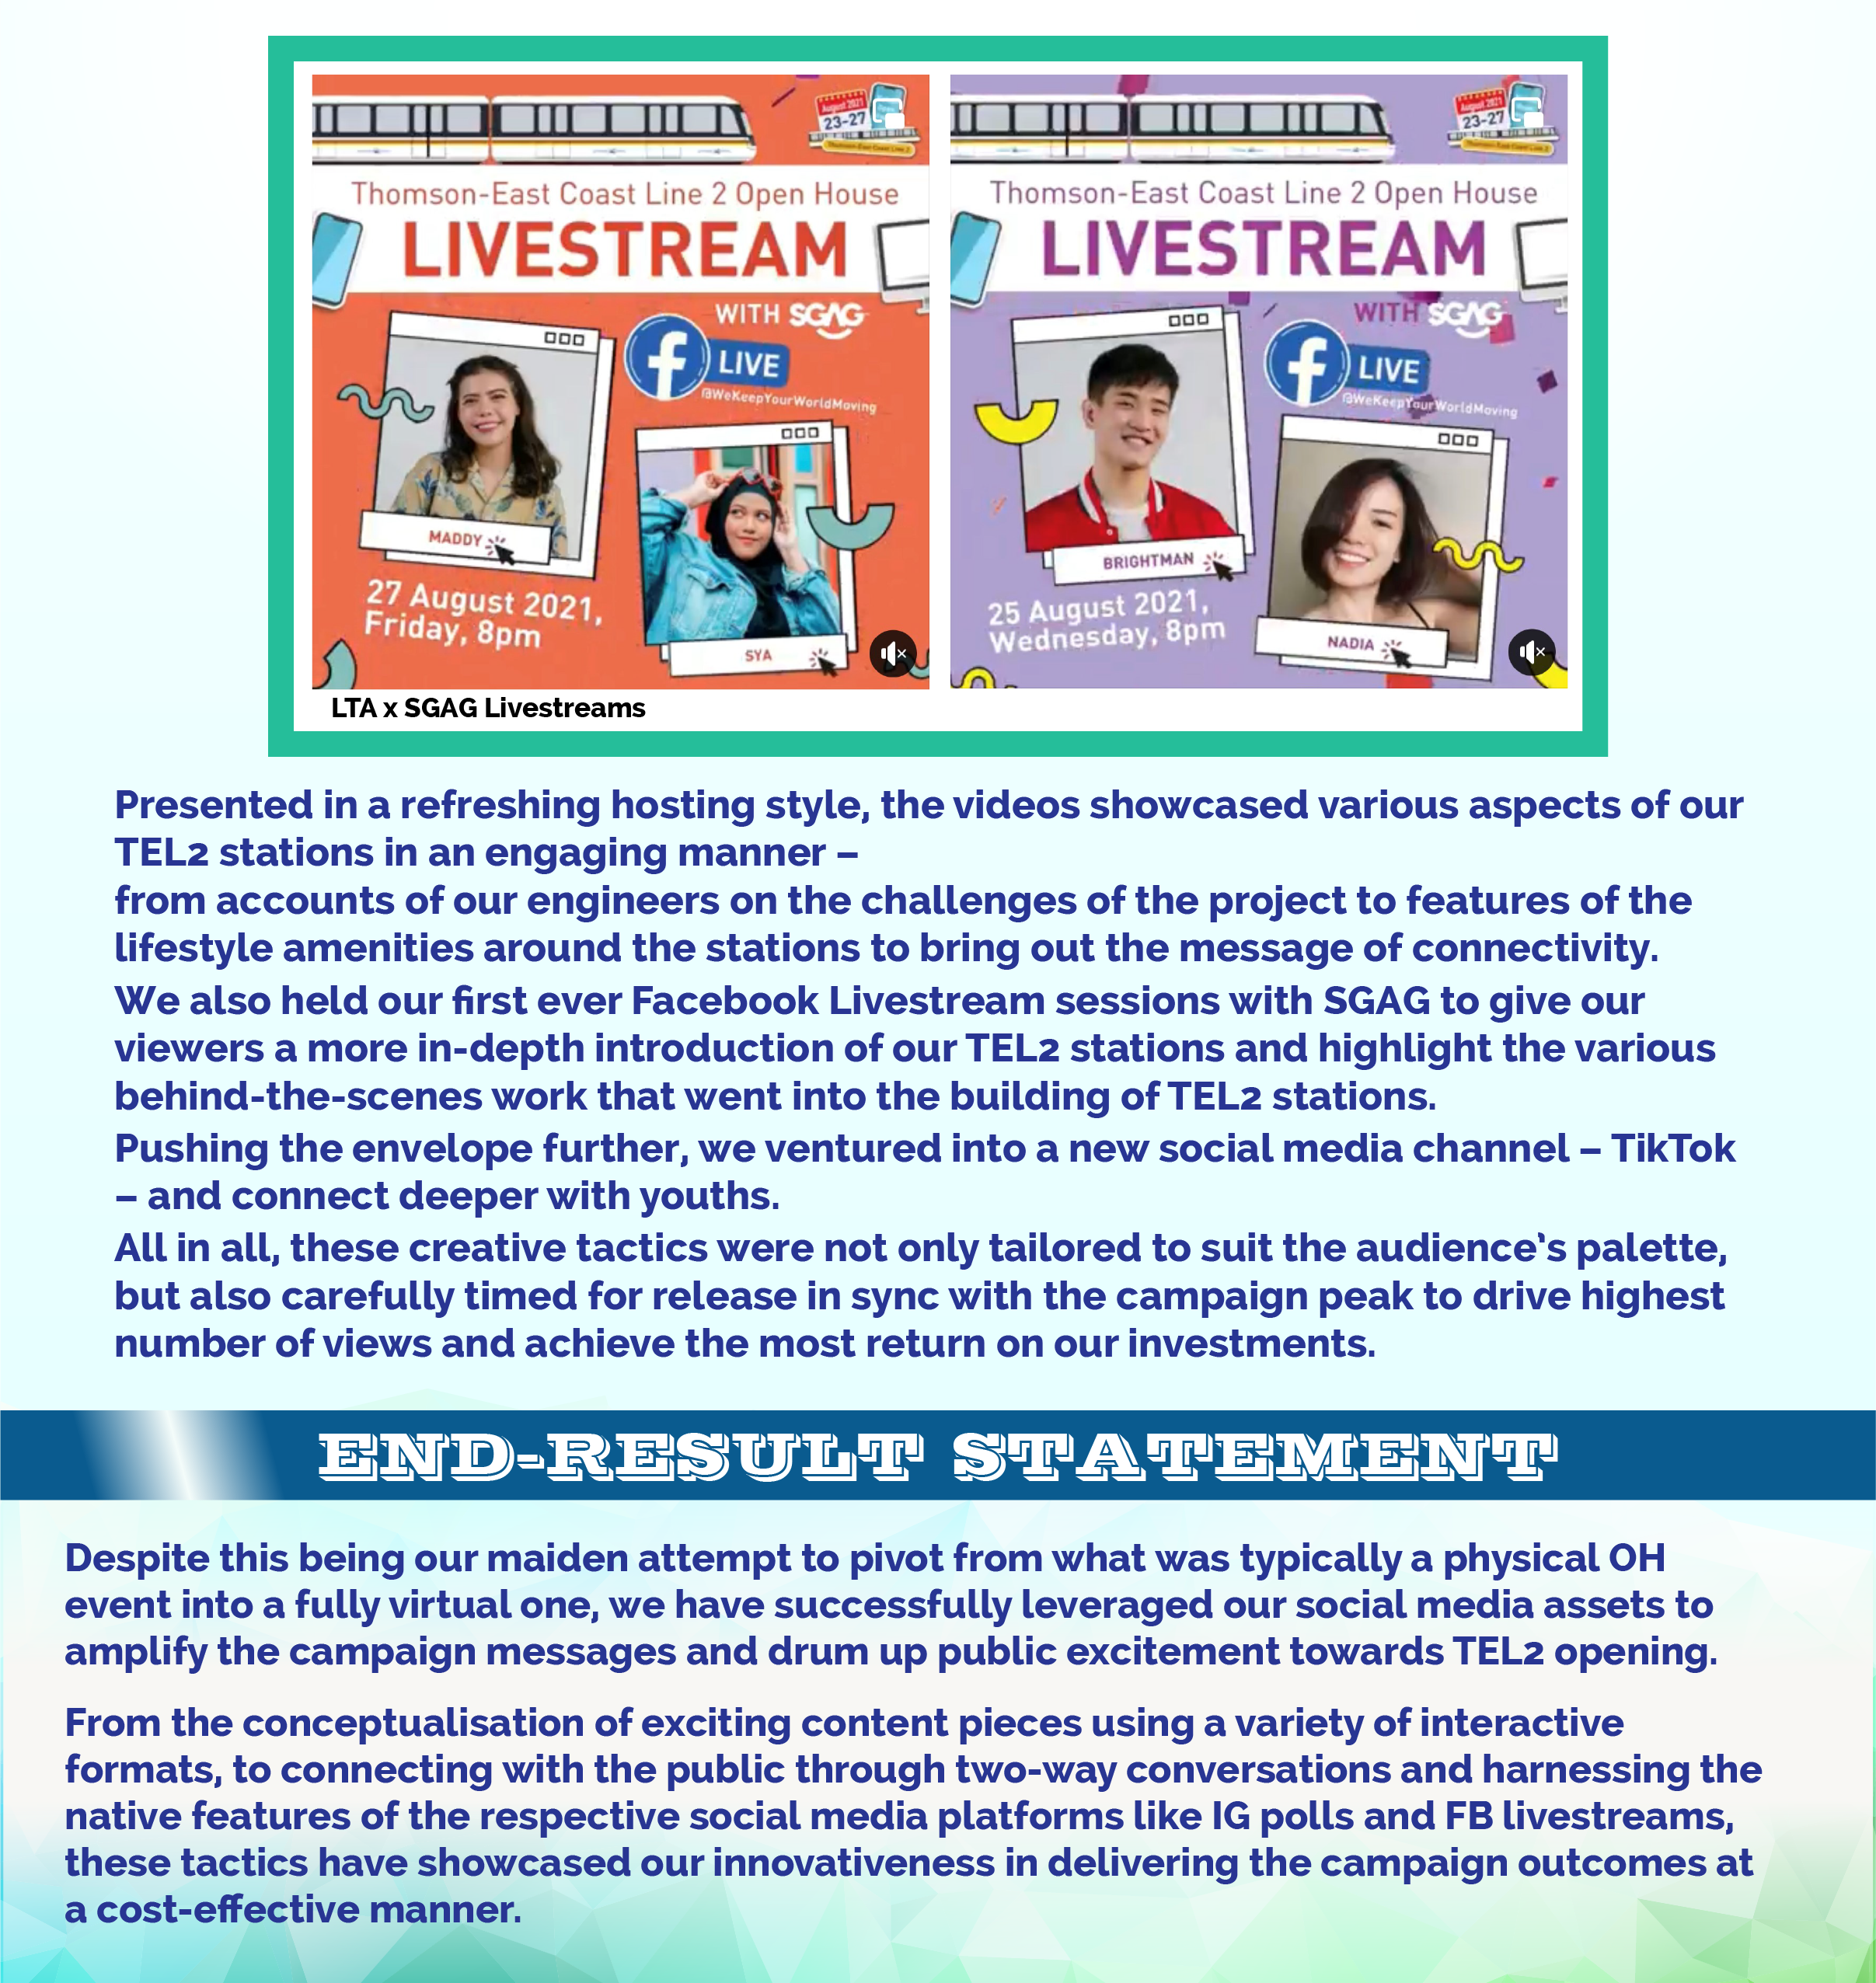 August 2021
23-27
Thomson-East Coast Line 2
Thomson-East Coast Line 2 Open House
LIVESTREAM
WITH SGAG
f LIVE
@WeKeepYourWorldMoving
MADDY
27 August 2021,
Friday, 8pm
SYA
August 2021
23-27
Thomson-East Coast Line 2
Thomson-East Coast Line 2 Open House
LIVESTREAM
WITH SGAG
f LIVE
@WeKeepYourWorldMoving
BRIGHTMAN
25 August 2021,
Wednesday, 8pm
NADIA
LTA x SGAG Livestreams
Presented in a refreshing hosting style, the videos showcased various aspects of our
TEL2 stations in an engaging manner –
from accounts of our engineers on the challenges of the project to features of the
lifestyle amenities around the stations to bring out the message of connectivity.
We also held our first ever Facebook Livestream sessions with SGAG to give our
viewers a more in-depth introduction of our TEL2 stations and highlight the various
behind-the-scenes work that went into the building of TEL2 stations.
Pushing the envelope further, we ventured into a new social media channel – TikTok
– and connect deeper with youths.
All in all, these creative tactics were not only tailored to suit the audience’s palette,
but also carefully timed for release in sync with the campaign peak to drive highest
number of views and achieve the most return on our investments.
END-RESULT STATEMENT
Despite this being our maiden attempt to pivot from what was typically a physical OH
event into a fully virtual one, we have successfully leveraged our social media assets to
amplify the campaign messages and drum up public excitement towards TEL2 opening.
From the conceptualisation of exciting content pieces using a variety of interactive
formats, to connecting with the public through two-way conversations and harnessing the
native features of the respective social media platforms like IG polls and FB livestreams,
these tactics have showcased our innovativeness in delivering the campaign outcomes at
a cost-effective manner.